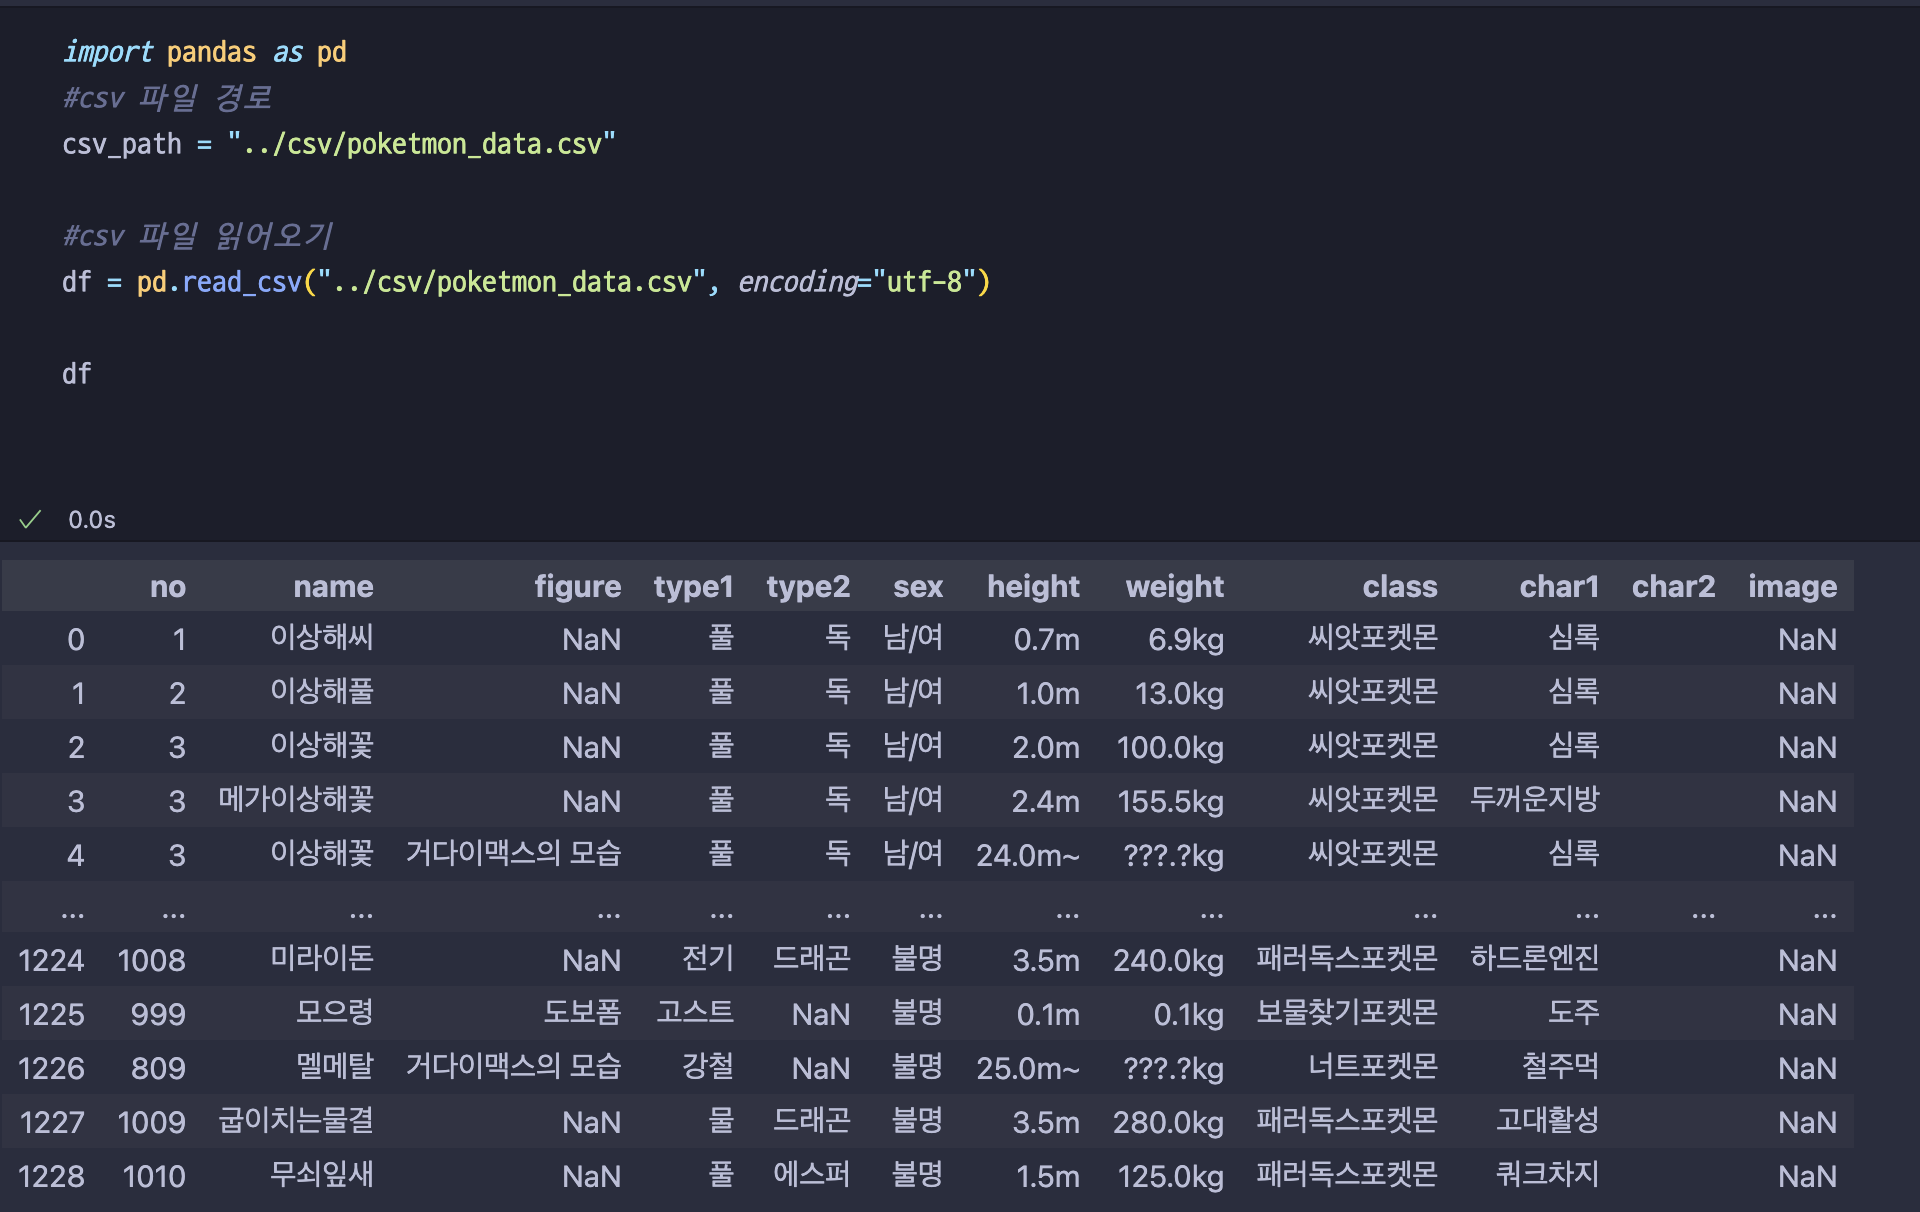 import pandas as pd
#csv 파일 경로
csv_path = "../csv/poketmon_data.csv"
#csv 파일 읽어오기
df = pd.read_csv("../csv/poketmon_data.csv", encoding="utf-8")
df
0.0s
no name figure type1 type2 sex height weight class char1 char2 image
0 1 이상해씨 NaN 풀 독 남/여 0.7m 6.9kg 씨앗포켓몬 심록 NaN
1 2 이상해풀 NaN 풀 독 남/여 1.0m 13.0kg 씨앗포켓몬 심록 NaN
2 3 이상해꽃 NaN 풀 독 남/여 2.0m 100.0kg 씨앗포켓몬 심록 NaN
3 3 메가이상해꽃 NaN 풀 독 남/여 2.4m 155.5kg 씨앗포켓몬 두꺼운지방 NaN
4 3 이상해꽃 거다이맥스의 모습 풀 독 남/여 24.0m~ ???.?kg 씨앗포켓몬 심록 NaN
... ... ... ... ... ... ... ... ... ... ... ... ...
1224 1008 미라이돈 NaN 전기 드래곤 불명 3.5m 240.0kg 패러독스포켓몬 하드론엔진 NaN
1225 999 모으령 도보폼 고스트 NaN 불명 0.1m 0.1kg 보물찾기포켓몬 도주 NaN
1226 809 멜메탈 거다이맥스의 모습 강철 NaN 불명 25.0m~ ???.?kg 너트포켓몬 철주먹 NaN
1227 1009 굽이치는물결 NaN 물 드래곤 불명 3.5m 280.0kg 패러독스포켓몬 고대활성 NaN
1228 1010 무쇠잎새 NaN 풀 에스퍼 불명 1.5m 125.0kg 패러독스포켓몬 쿼크차지 NaN